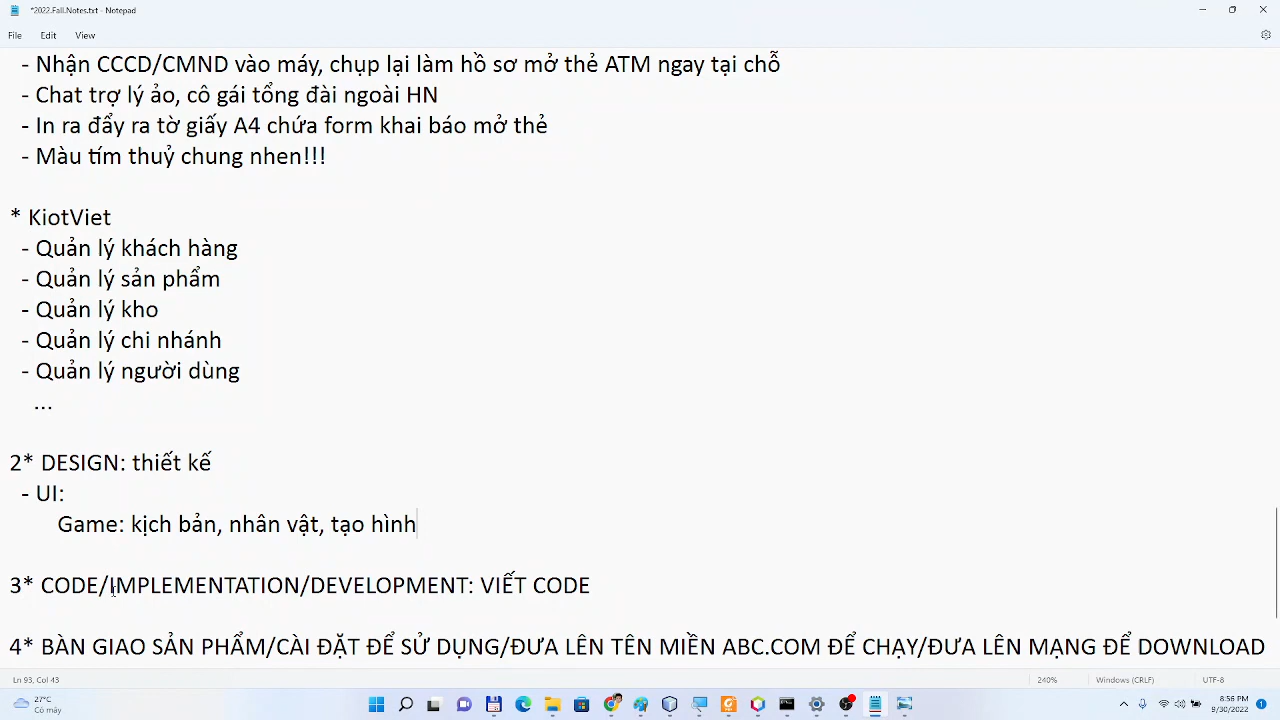 *2022.Fall.Notes.txt - Notepad
File Edit View
- Nhận CCCD/CMND vào máy, chụp lại làm hồ sơ mở thẻ ATM ngay tại chỗ
- Chat trợ lý ảo, cô gái tổng đài ngoài HN
- In ra đẩy ra tờ giấy A4 chứa form khai báo mở thẻ
- Màu tím thuỷ chung nhen!!!
* KiotViet
- Quản lý khách hàng
- Quản lý sản phẩm
- Quản lý kho
- Quản lý chi nhánh
- Quản lý người dùng
...
2* DESIGN: thiết kế
- UI:
Game: kịch bản, nhân vật, tạo hình
3* CODE/IMPLEMENTATION/DEVELOPMENT: VIẾT CODE
4* BÀN GIAO SẢN PHẨM/CÀI ĐẶT ĐỂ SỬ DỤNG/ĐƯA LÊN TÊN MIỀN ABC.COM ĐỂ CHẠY/ĐƯA LÊN MẠNG ĐỂ DOWNLOAD
Ln 93, Col 43 240% Windows (CRLF) UTF-8
27°C
Có mây
8:55 PM
9/30/2022